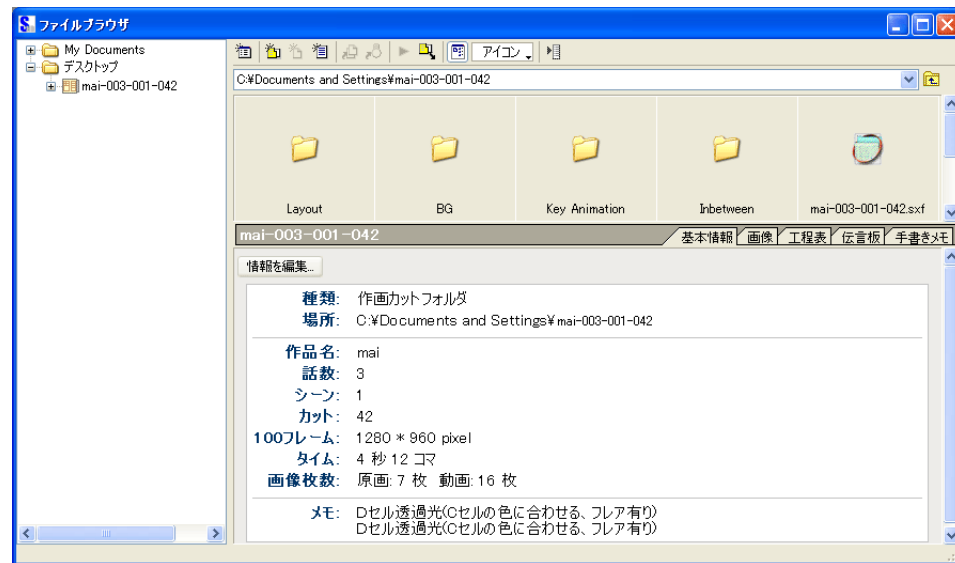 ファイルブラウザ
My Documents
デスクトップ
mai-003-001-042
アイコン
C:¥Documents and Settings¥mai-003-001-042
Layout
BG
Key Animation
Inbetween
mai-003-001-042.sxf
mai-003-001-042
基本情報 画像 工程表 伝言板 手書きメモ
情報を編集...
種類: 作画カットフォルダ
場所: C:¥Documents and Settings¥mai-003-001-042
作品名: mai
話数: 3
シーン: 1
カット: 42
100フレーム: 1280 * 960 pixel
タイム: 4 秒 12 コマ
画像枚数: 原画: 7 枚 動画: 16 枚
メモ: Dセル透過光(Cセルの色に合わせる、フレア有り)
Dセル透過光(Cセルの色に合わせる、フレア有り)